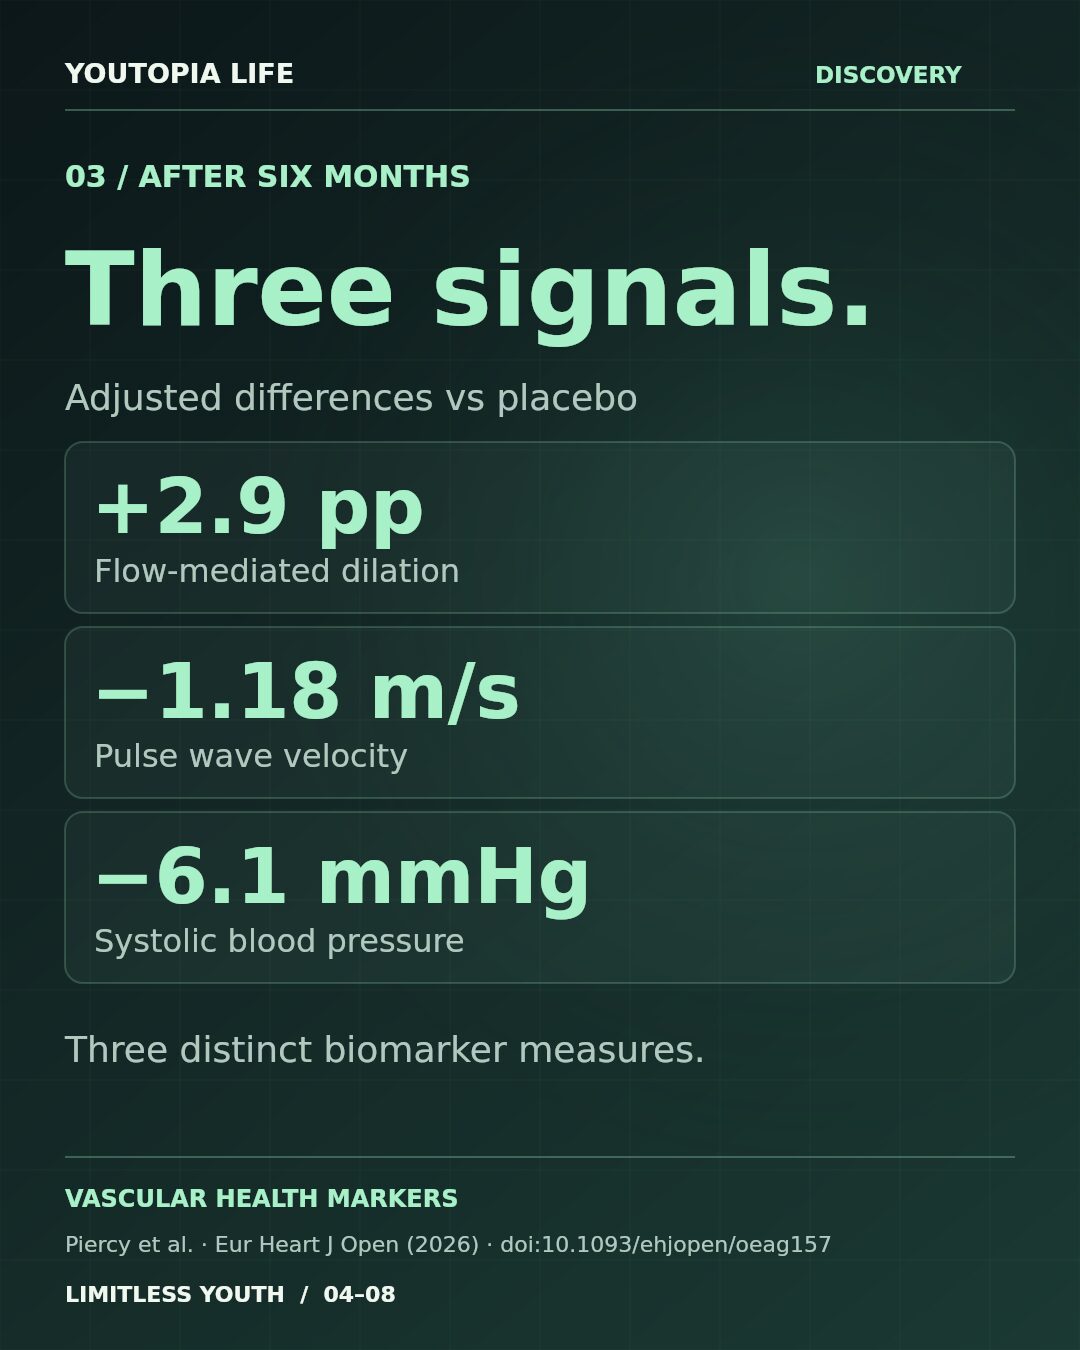 YOUTOPIA LIFE
DISCOVERY
03 / AFTER SIX MONTHS
Three signals.
Adjusted differences vs placebo
+2.9 pp
Flow-mediated dilation
−1.18 m/s
Pulse wave velocity
−6.1 mmHg
Systolic blood pressure
Three distinct biomarker measures.
VASCULAR HEALTH MARKERS
Piercy et al. · Eur Heart J Open (2026) · doi:10.1093/ehjopen/oeag157
LIMITLESS YOUTH / 04–08